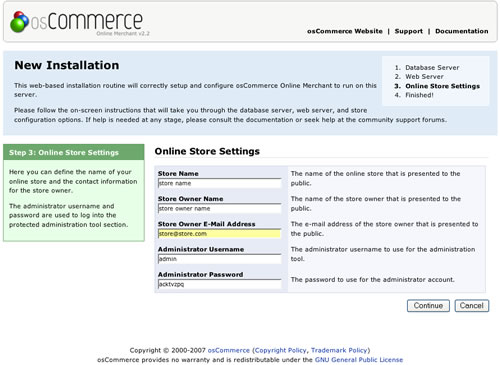 osCommerce
Online Merchant v2.2
osCommerce Website | Support | Documentation
New Installation
This web-based installation routine will correctly setup and configure osCommerce Online Merchant to run on this
server.
Please follow the on-screen instructions that will take you through the database server, web server, and store
configuration options. If help is needed at any stage, please consult the documentation or seek help at the community support forums.
1. Database Server
2. Web Server
3. Online Store Settings
4. Finished!
Step 3: Online Store Settings
Here you can define the name of your
online store and the contact information
for the store owner.
The administrator username and
password are used to log into the
protected administration tool section.
Online Store Settings
Store Name
store name
The name of the online store that is presented to the
public.
Store Owner Name
store owner name
The name of the store owner that is presented to the
public.
Store Owner E-Mail Address
store@store.com
The e-mail address of the store owner that is presented to
the public.
Administrator Username
admin
The administrator username to use for the administration
tool.
Administrator Password
acktvzpq
The password to use for the administrator account.
Continue Cancel
Copyright © 2000-2007 osCommerce (Copyright Policy, Trademark Policy)
osCommerce provides no warranty and is redistributable under the GNU General Public License